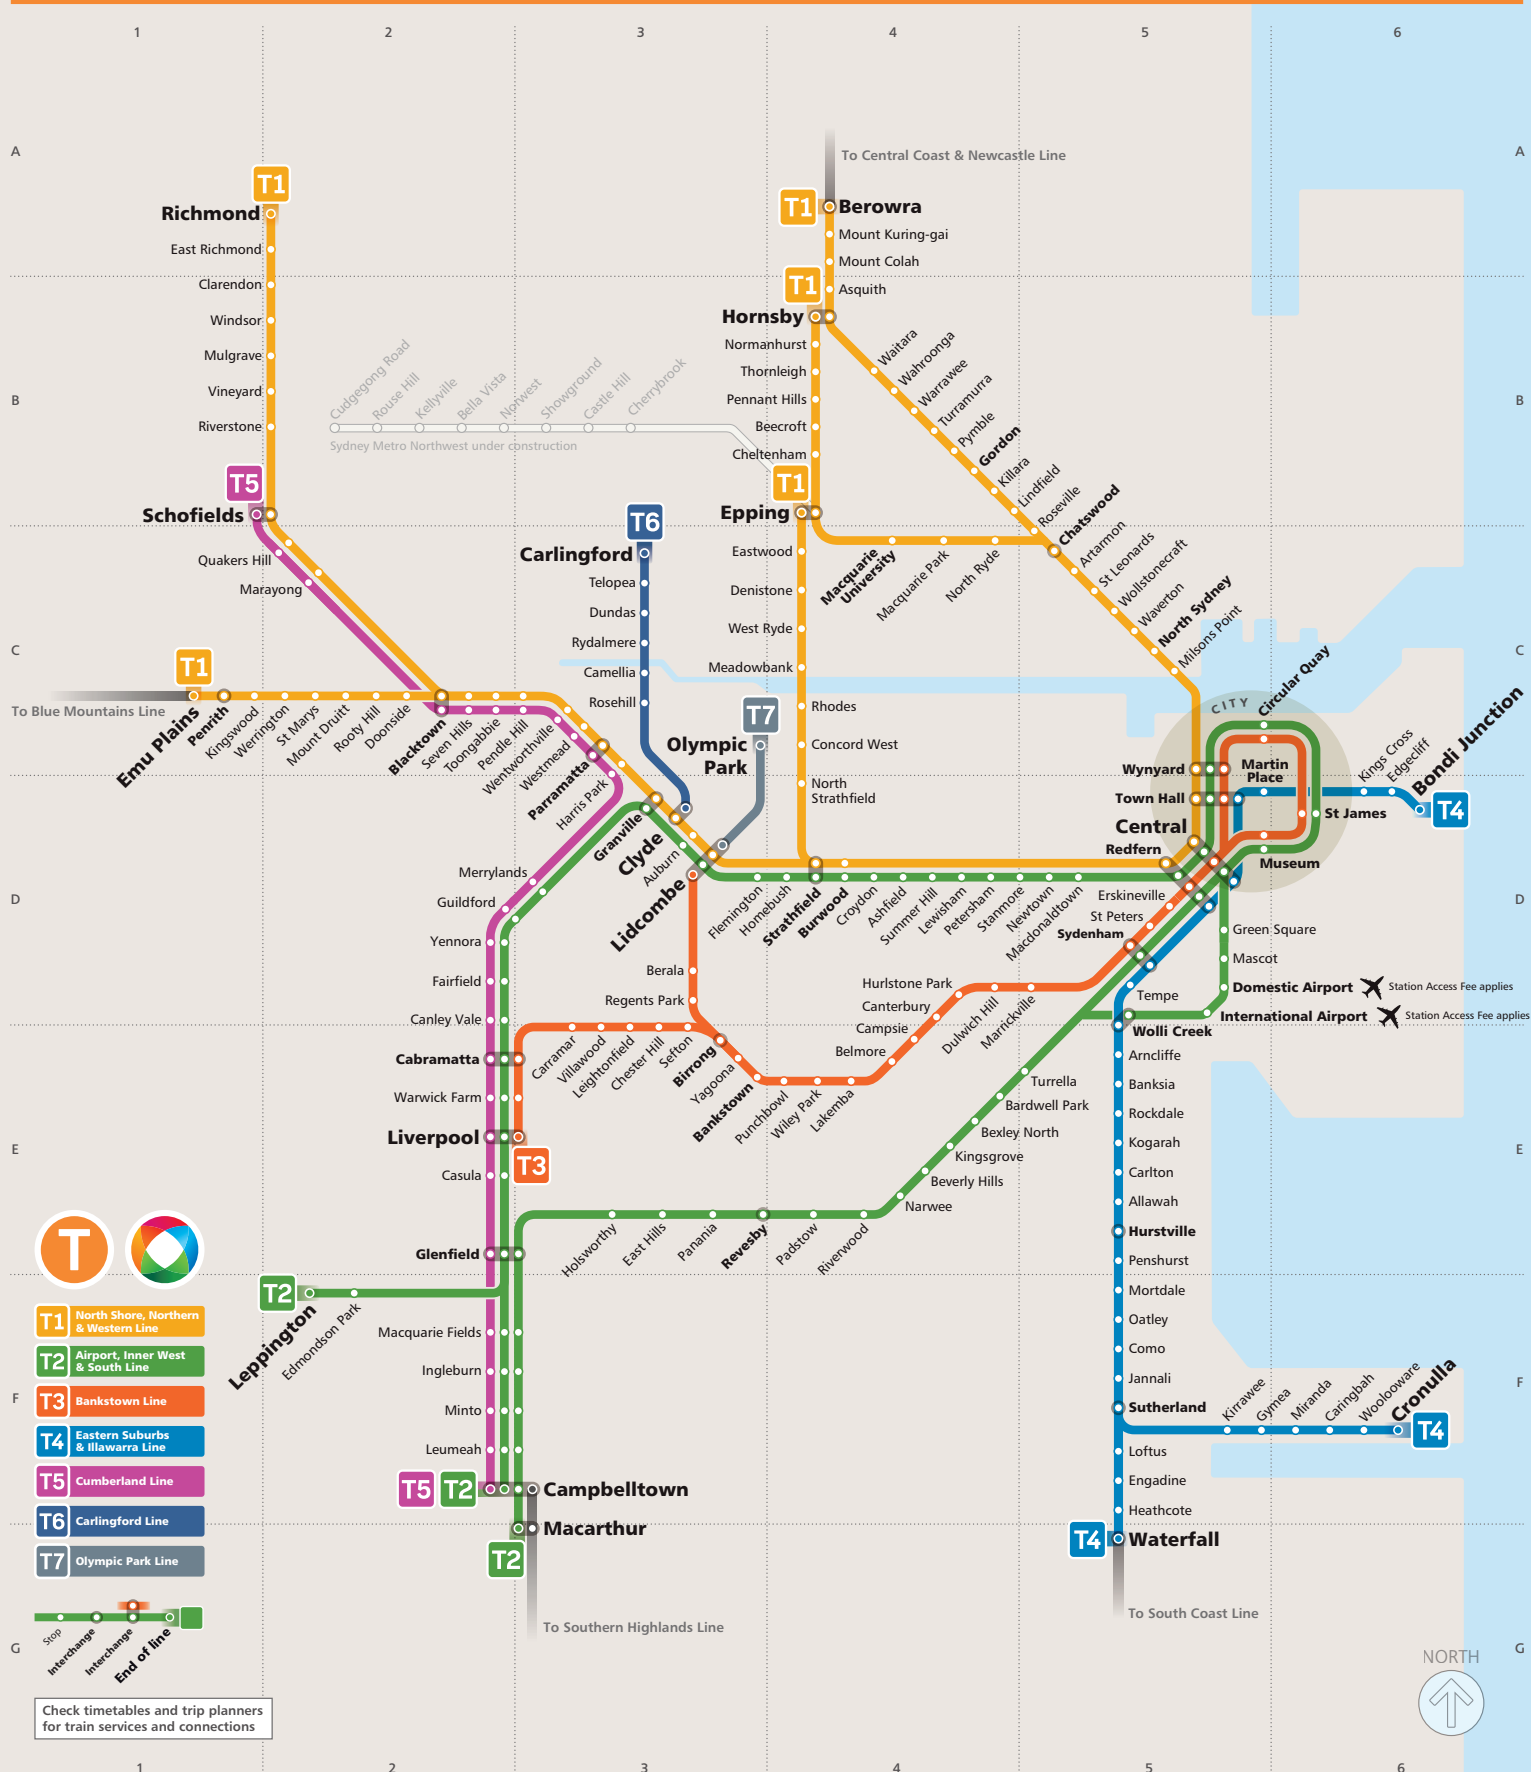 1 2 3 4 5 6
A
A
To Central Coast & Newcastle Line
T1
Richmond
East Richmond
Clarendon
Windsor
Mulgrave
Vineyard
Riverstone
T5
Schofields
Quakers Hill
Marayong
T1
Berowra
Mount Kuring-gai
Mount Colah
Asquith
T1
Hornsby
Normanhurst
Thornleigh
Pennant Hills
Beecroft
Cheltenham
T1
Epping
Waitara
Wahroonga
Warrawee
Turramurra
Pymble
Gordon
Killara
Lindfield
Roseville
Chatswood
Artarmon
St Leonards
Wollstonecraft
Waverton
North Sydney
Milsons Point
B
B
Cudgegong Road
Rouse Hill
Kellyville
Bella Vista
Norwest
Showground
Castle Hill
Cherrybrook
Sydney Metro Northwest under construction
Macquarie
University
Macquarie Park
North Ryde
Eastwood
Denistone
West Ryde
Meadowbank
Rhodes
Concord West
North
Strathfield
T6
Carlingford
Telopea
Dundas
Rydalmere
Camellia
Rosehill
T7
Olympic
Park
C
C
T1
To Blue Mountains Line
Emu Plains
Penrith
Kingswood
Werrington
St Marys
Mount Druitt
Rooty Hill
Doonside
Blacktown
Seven Hills
Toongabbie
Pendle Hill
Wentworthville
Westmead
Parramatta
Harris Park
Granville
Clyde
Auburn
Lidcombe
Flemington
Homebush
Strathfield
Burwood
Croydon
Ashfield
Summer Hill
Lewisham
Petersham
Stanmore
Newtown
Macdonaldtown
CITY
Circular Quay
Wynyard
Martin
Place
Town Hall
St James
Central
Redfern
Museum
Kings Cross
Edgecliff
Bondi Junction
T4
D
D
Merrylands
Guildford
Yennora
Fairfield
Canley Vale
Cabramatta
Warwick Farm
Liverpool
T3
Casula
Glenfield
Berala
Regents Park
Carramar
Villawood
Leightonfield
Chester Hill
Sefton
Birrong
Yagoona
Bankstown
Punchbowl
Wiley Park
Lakemba
Belmore
Campsie
Canterbury
Hurlstone Park
Dulwich Hill
Marrickville
Erskineville
St Peters
Sydenham
Green Square
Mascot
Domestic Airport Station Access Fee applies
International Airport Station Access Fee applies
Tempe
Wolli Creek
Arncliffe
Banksia
Rockdale
Kogarah
Carlton
Allawah
Hurstville
Penshurst
Mortdale
Oatley
Como
Jannali
Sutherland
Loftus
Engadine
Heathcote
T4
Waterfall
To South Coast Line
Kirrawee
Gymea
Miranda
Caringbah
Woolooware
Cronulla
T4
E
E
Turrella
Bardwell Park
Bexley North
Kingsgrove
Beverly Hills
Narwee
Riverwood
Padstow
Revesby
Panania
East Hills
Holsworthy
T2
Leppington
Edmondson Park
Macquarie Fields
Ingleburn
Minto
Leumeah
T5 T2
Campbelltown
Macarthur
T2
To Southern Highlands Line
F
F
T
T1 North Shore, Northern
& Western Line
T2 Airport, Inner West
& South Line
T3 Bankstown Line
T4 Eastern Suburbs
& Illawarra Line
T5 Cumberland Line
T6 Carlingford Line
T7 Olympic Park Line
Stop
Interchange
Interchange
End of line
G
G
Check timetables and trip planners
for train services and connections
NORTH
1 2 3 4 5 6